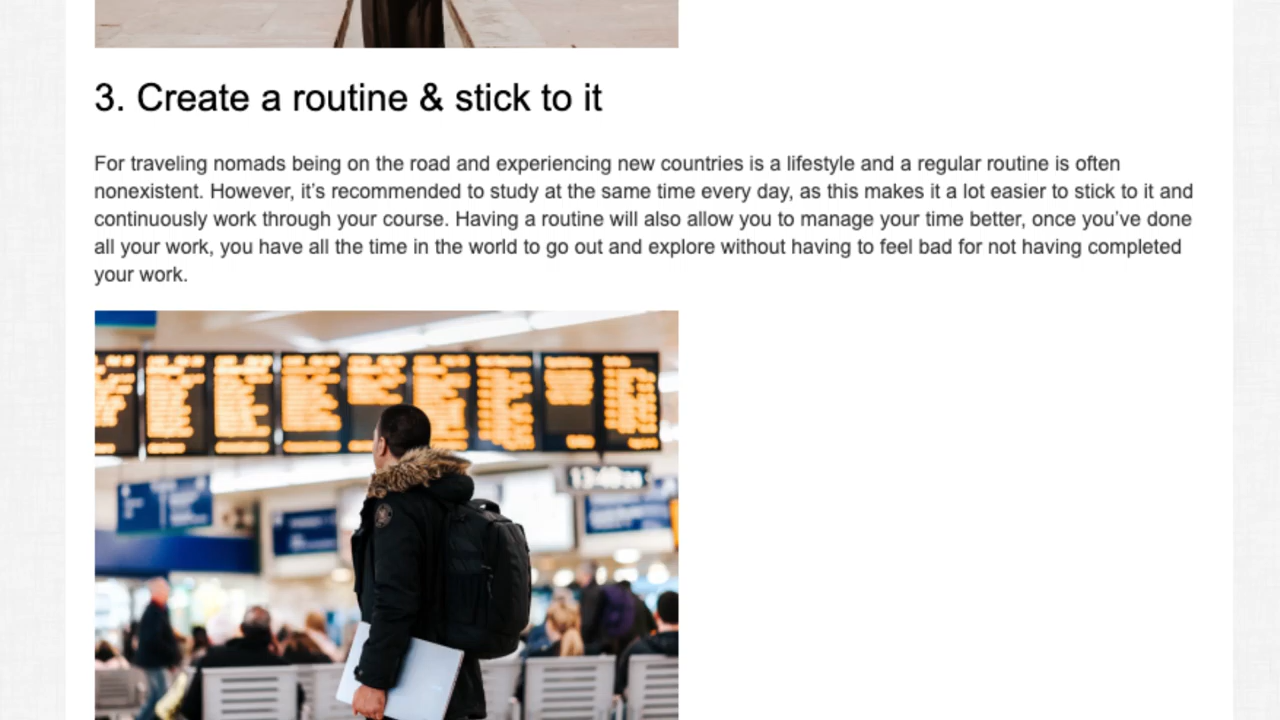 3. Create a routine & stick to it
For traveling nomads being on the road and experiencing new countries is a lifestyle and a regular routine is often
nonexistent. However, it’s recommended to study at the same time every day, as this makes it a lot easier to stick to it and
continuously work through your course. Having a routine will also allow you to manage your time better, once you’ve done
all your work, you have all the time in the world to go out and explore without having to feel bad for not having completed
your work.